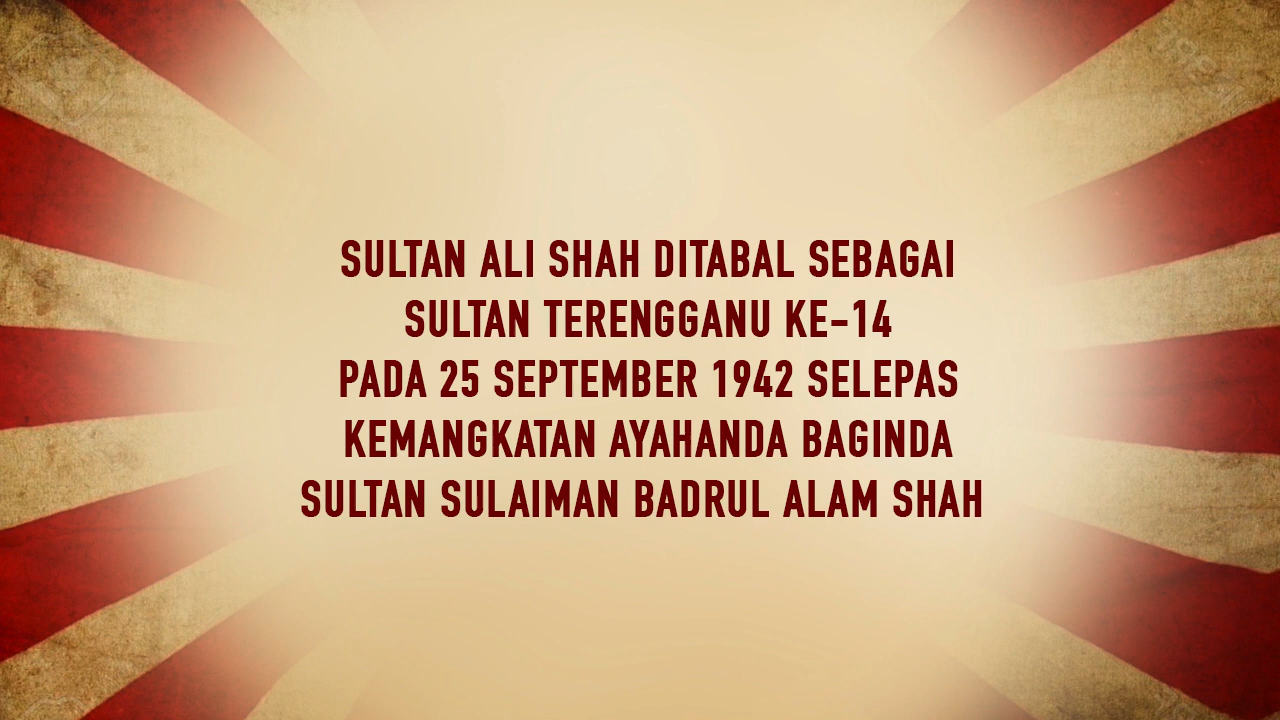 SULTAN ALI SHAH DITABAL SEBAGAI
SULTAN TERENGGANU KE-14
PADA 25 SEPTEMBER 1942 SELEPAS
KEMANGKATAN AYAHANDA BAGINDA
SULTAN SULAIMAN BADRUL ALAM SHAH